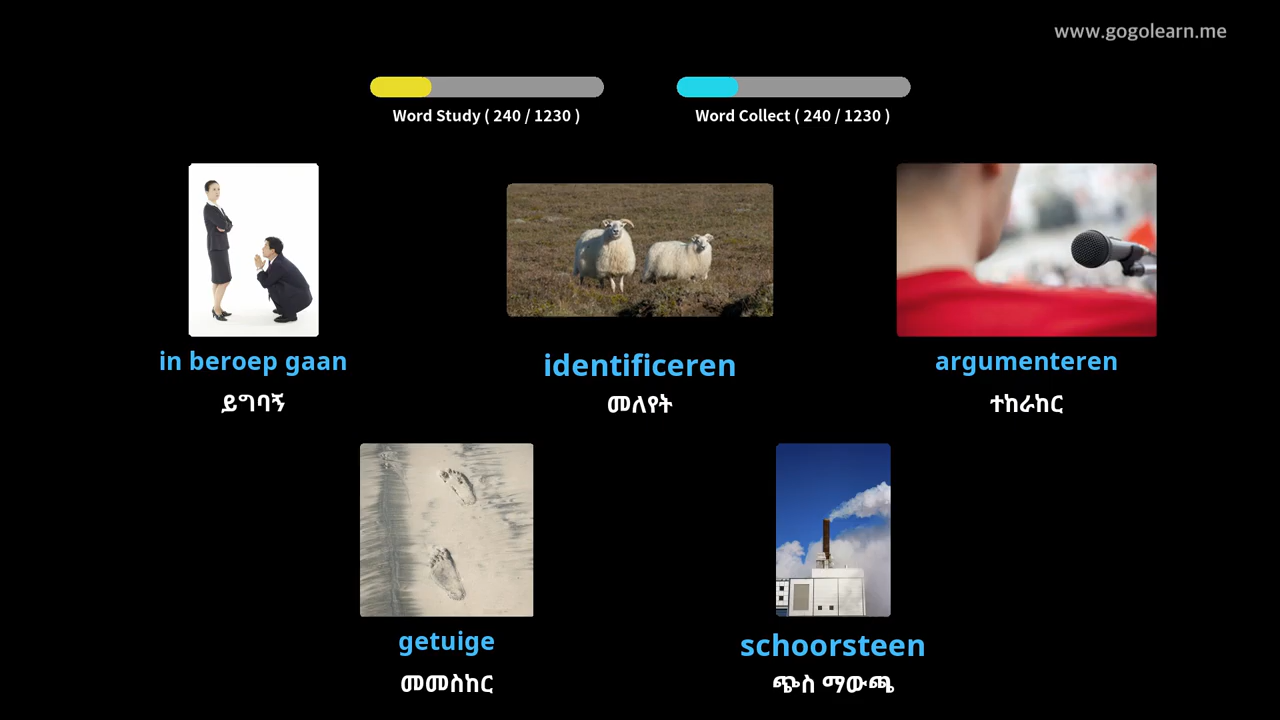 www.gogolearn.me
Word Study ( 240 / 1230 )
Word Collect ( 240 / 1230 )
in beroep gaan
ይግባኝ
identificeren
መለየት
argumenteren
ተከራከር
getuige
መመስከር
schoorsteen
ጭስ ማውጫ